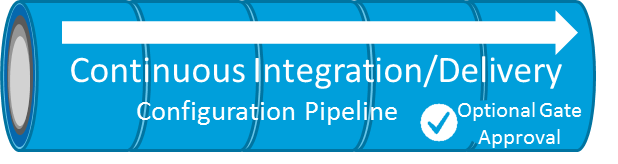 Continuous Integration/Delivery
Configuration Pipeline
Optional Gate
Approval